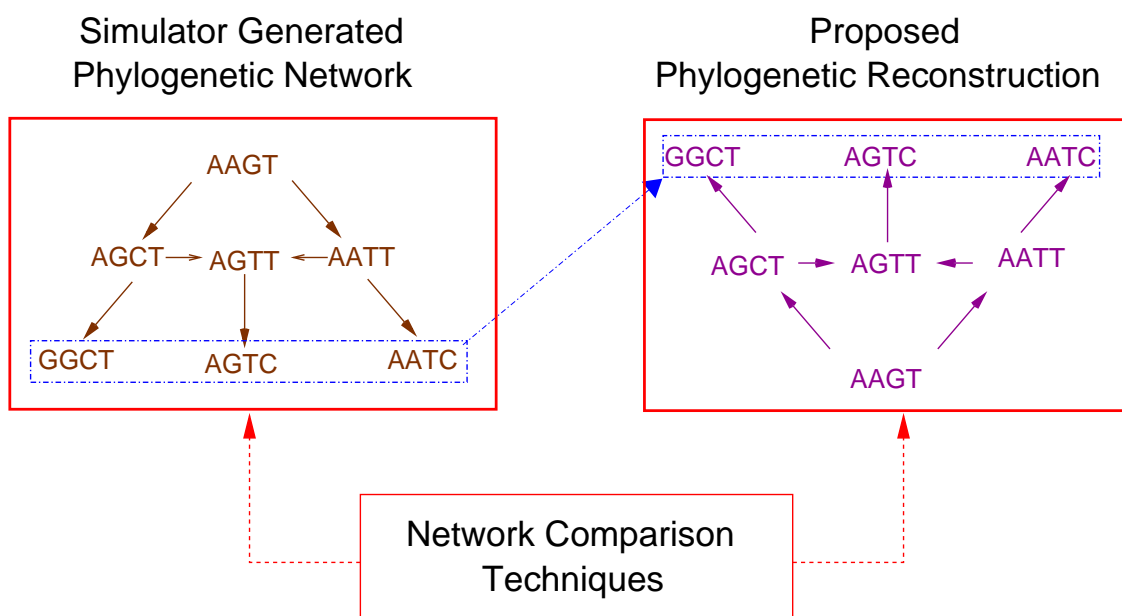 Simulator Generated
Phylogenetic Network
AAGT
AGCT AGTT AATT
GGCT AGTC AATC
Proposed
Phylogenetic Reconstruction
GGCT AGTC AATC
AGCT AGTT AATT
AAGT
Network Comparison
Techniques